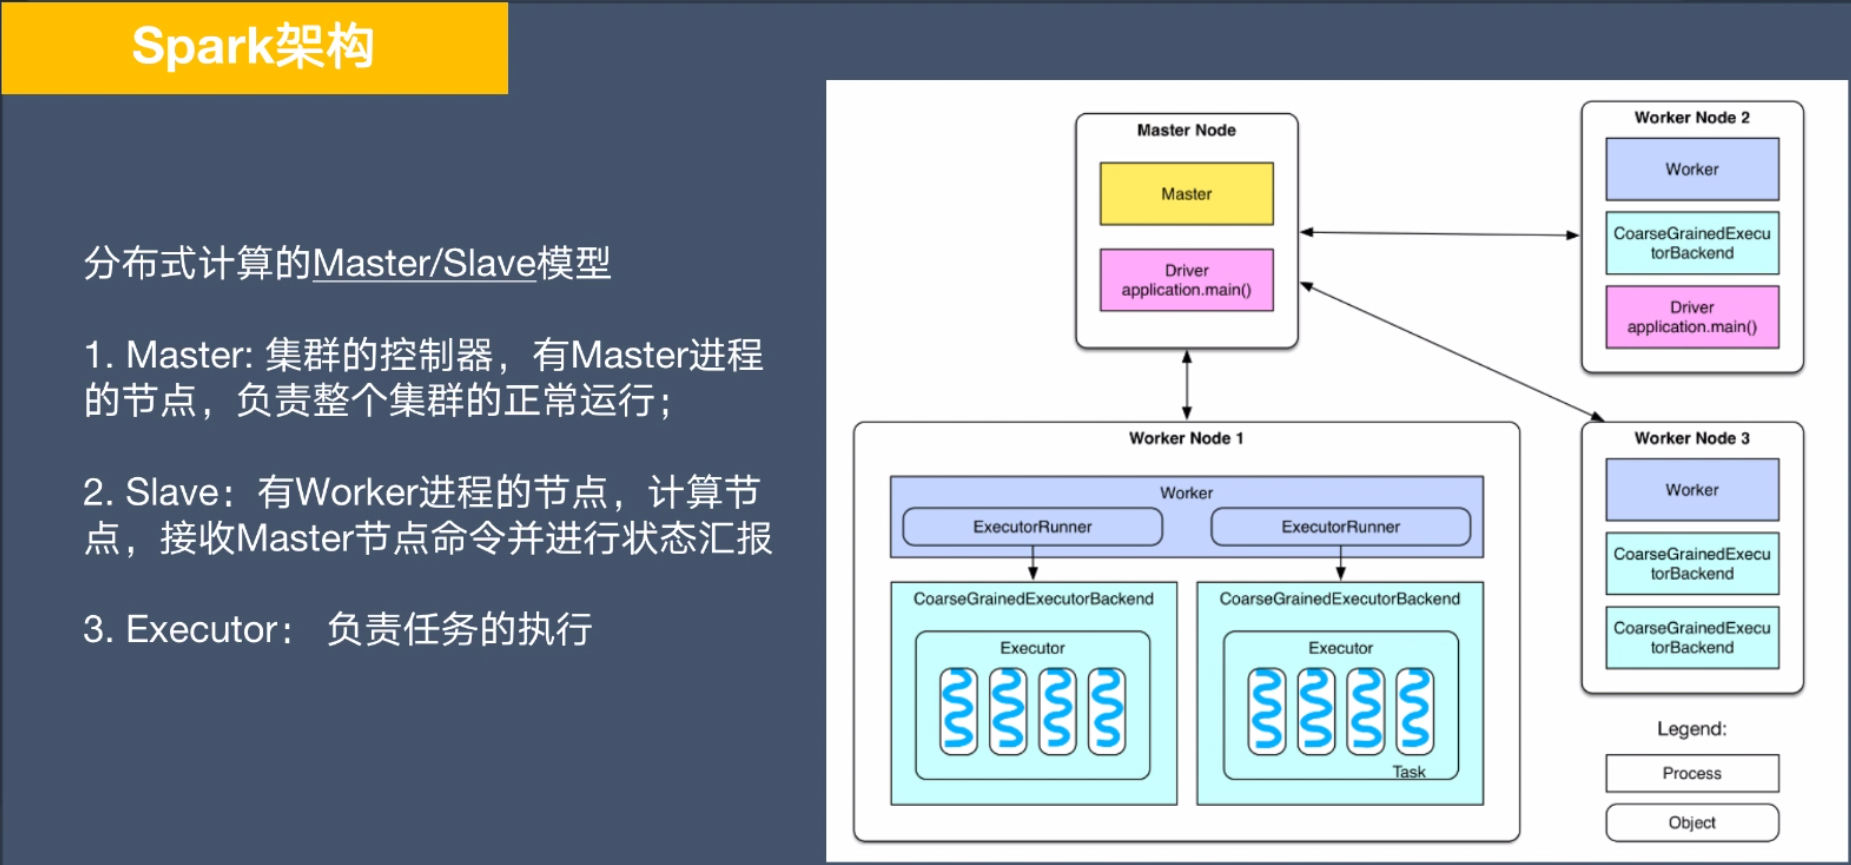 Spark架构
分布式计算的Master/Slave模型
1. Master: 集群的控制器，有Master进程
的节点，负责整个集群的正常运行；
2. Slave：有Worker进程的节点，计算节
点，接收Master节点命令并进行状态汇报
3. Executor： 负责任务的执行
Master Node
Master
Driver
application.main()
Worker Node 2
Worker
CoarseGrainedExecu
torBackend
Driver
application.main()
Worker Node 1
Worker
ExecutorRunner
ExecutorRunner
CoarseGrainedExecutorBackend
Executor
CoarseGrainedExecutorBackend
Executor
Task
Worker Node 3
Worker
CoarseGrainedExecu
torBackend
CoarseGrainedExecu
torBackend
Legend:
Process
Object